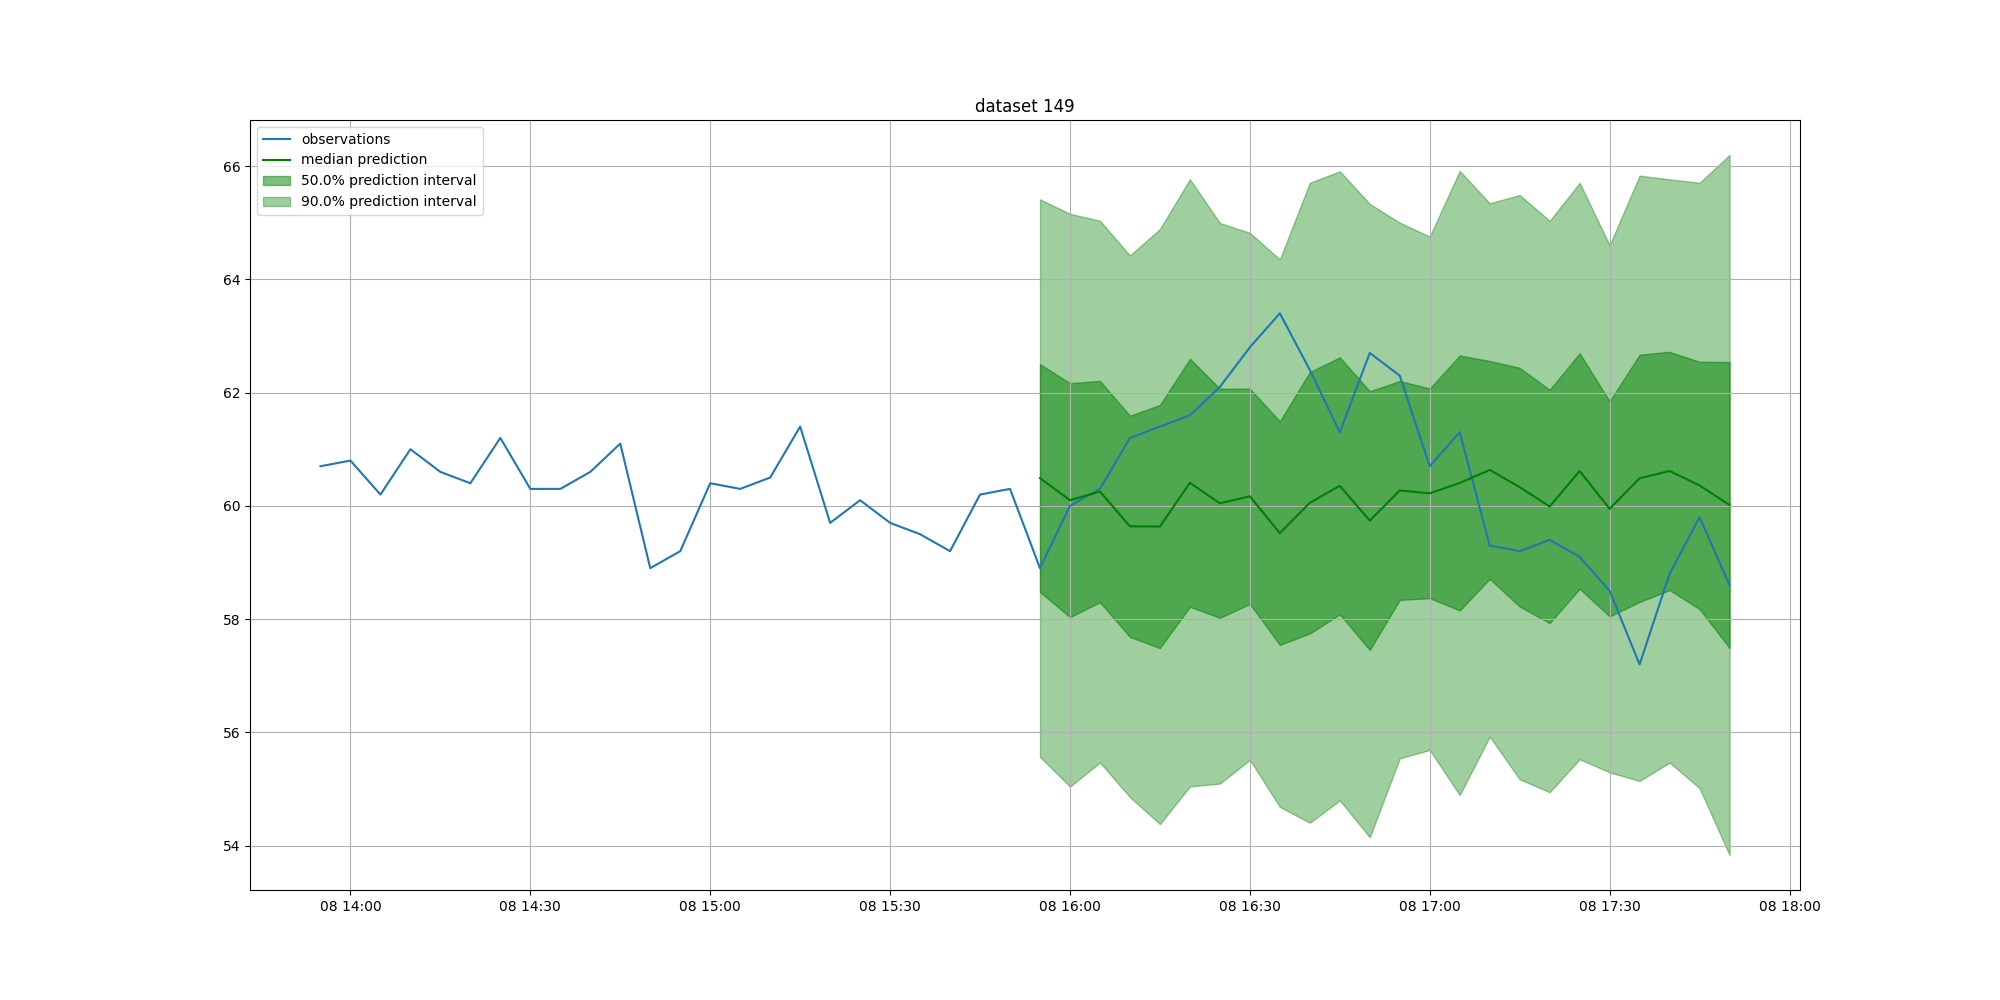 dataset 149
observations
median prediction
50.0% prediction interval
90.0% prediction interval
66
64
62
60
58
56
54
08 14:00 08 14:30 08 15:00 08 15:30 08 16:00 08 16:30 08 17:00 08 17:30 08 18:00